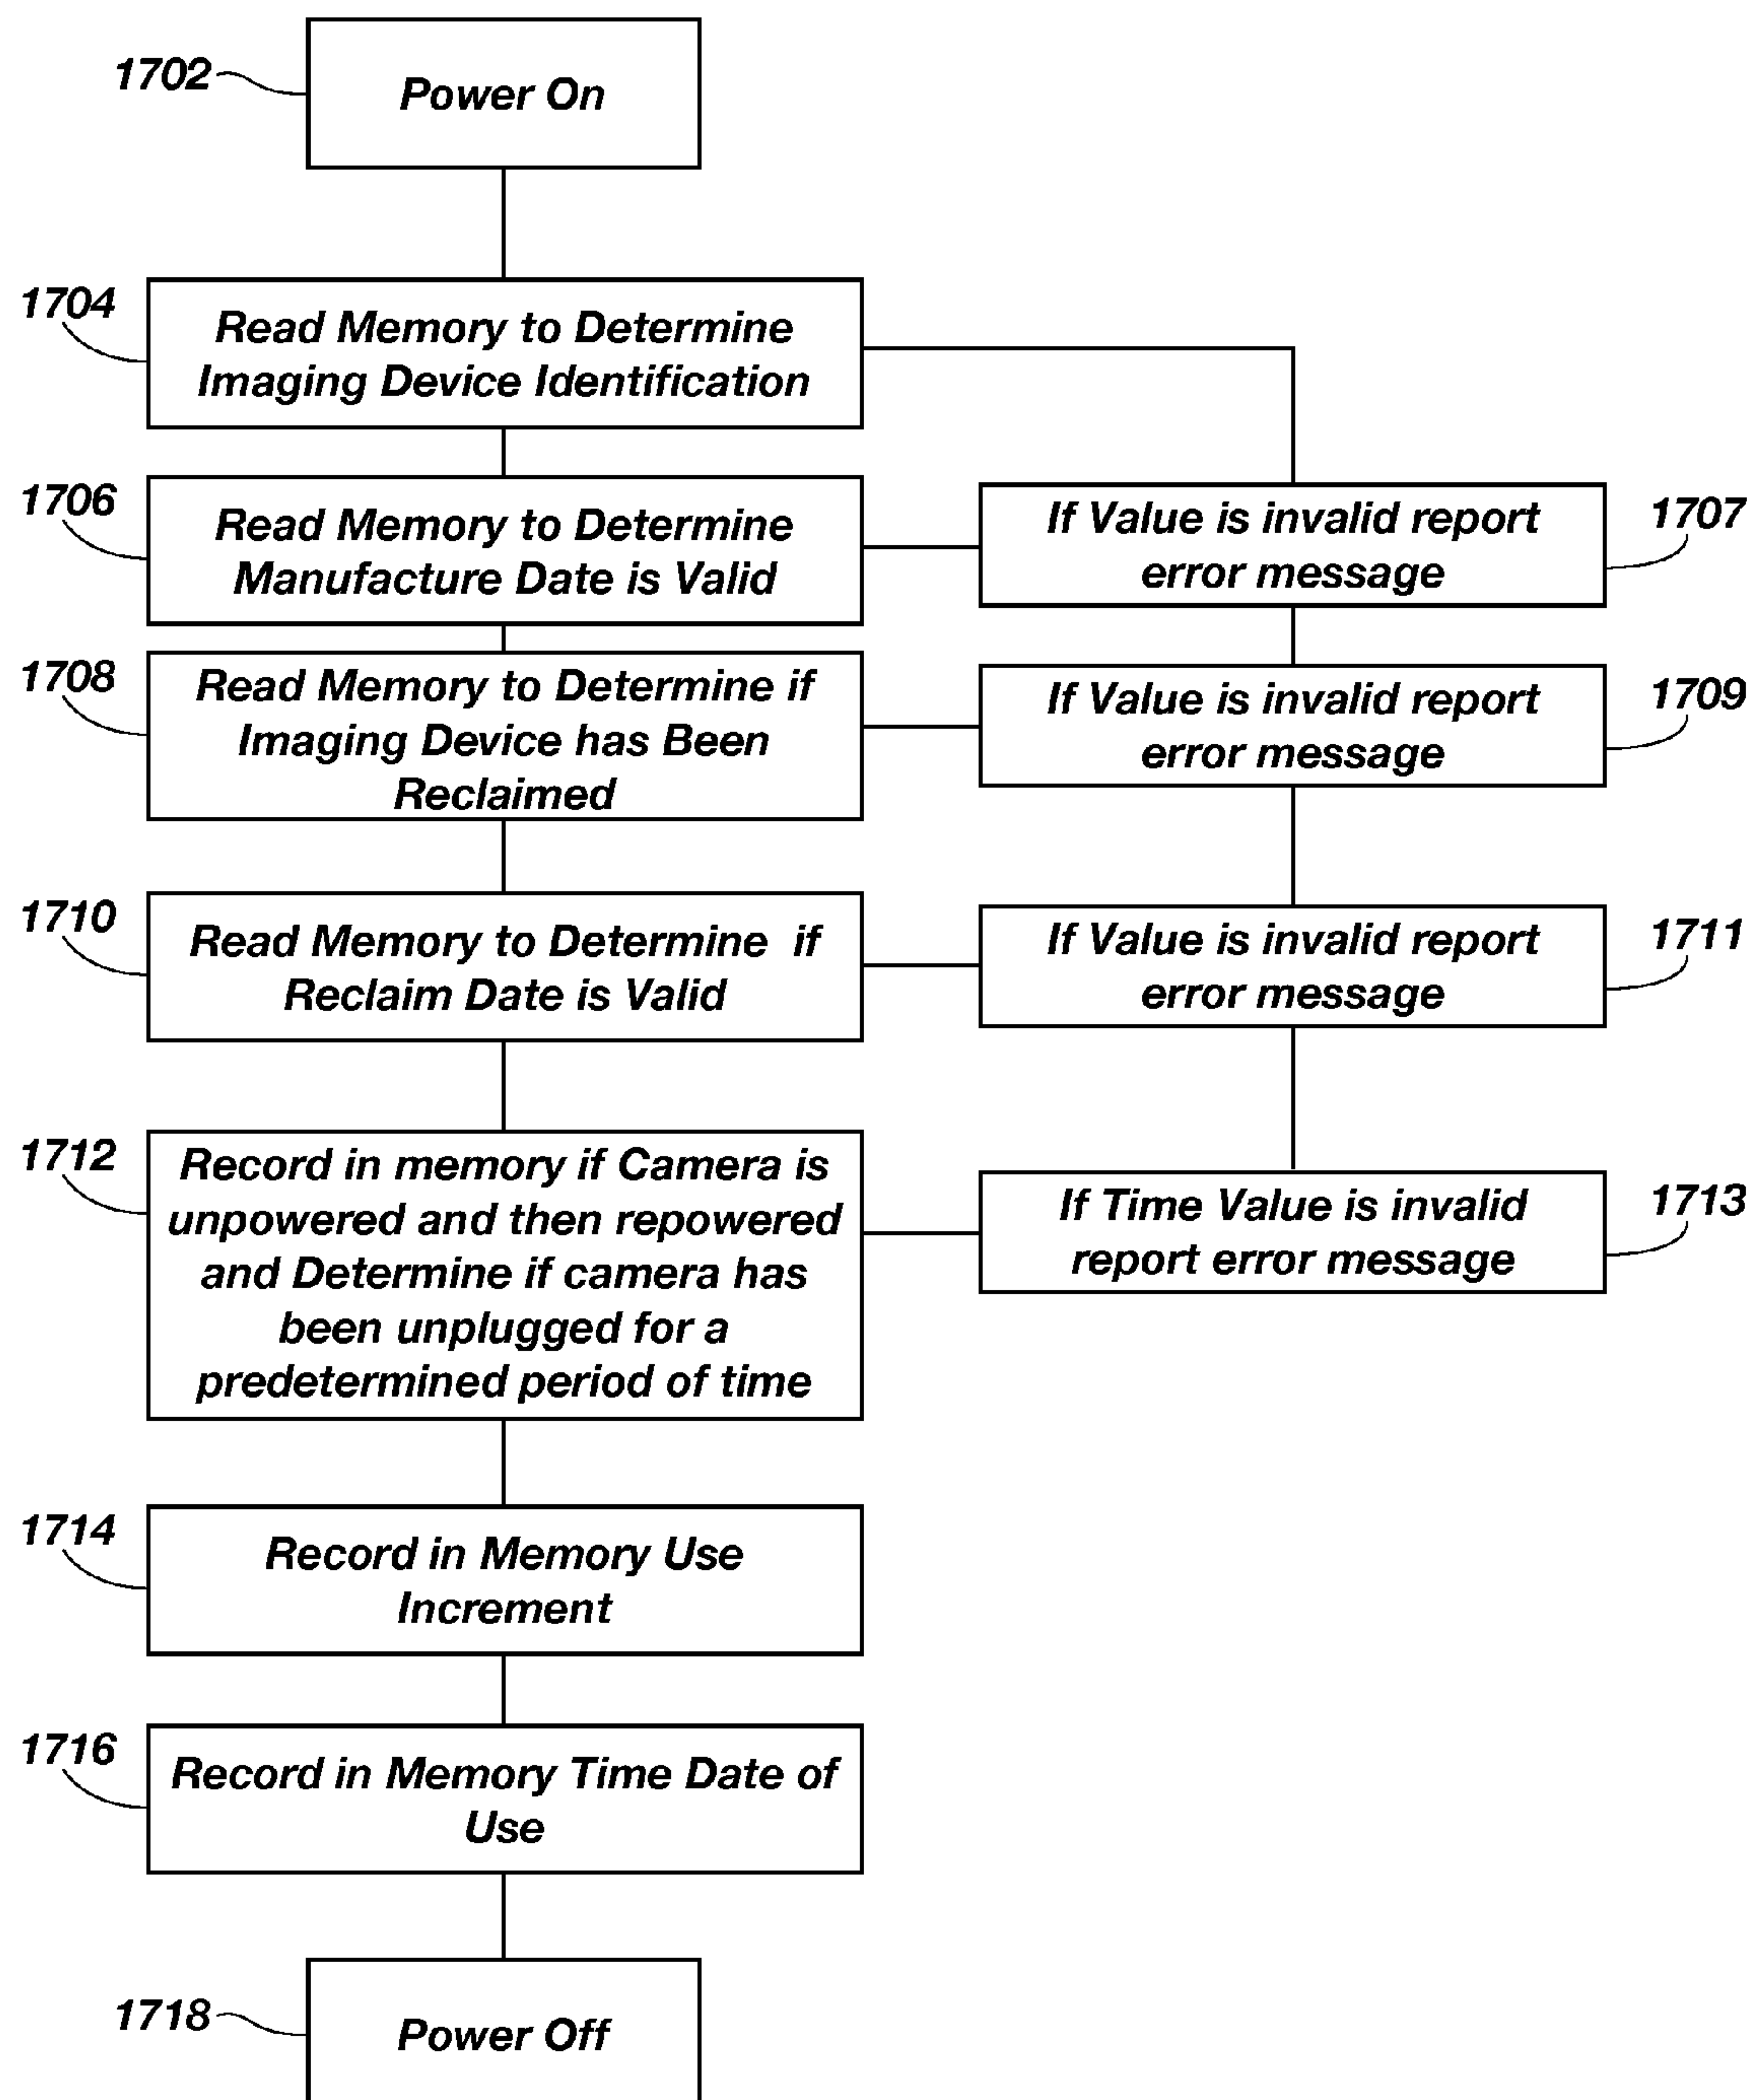 1702
Power On
1704
Read Memory to Determine
Imaging Device Identification
1706
Read Memory to Determine
Manufacture Date is Valid
If Value is invalid report
error message
1707
1708
Read Memory to Determine if
Imaging Device has Been
Reclaimed
If Value is invalid report
error message
1709
1710
Read Memory to Determine if
Reclaim Date is Valid
If Value is invalid report
error message
1711
1712
Record in memory if Camera is
unpowered and then repowered
and Determine if camera has
been unplugged for a
predetermined period of time
If Time Value is invalid
report error message
1713
1714
Record in Memory Use
Increment
1716
Record in Memory Time Date of
Use
1718
Power Off